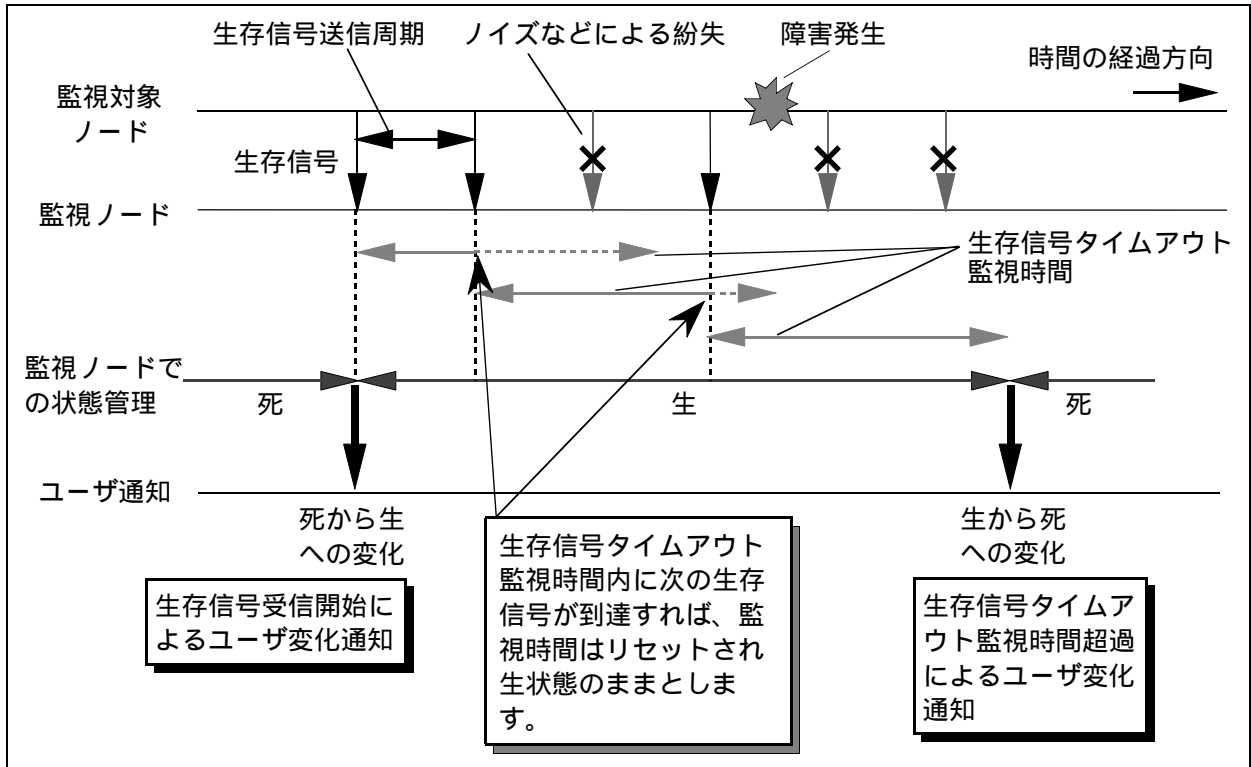 生存信号送信周期
ノイズなどによる紛失
障害発生
時間の経過方向
監視対象
ノード
生存信号
監視ノード
生存信号タイムアウト
監視時間
監視ノードで
の状態管理
死
生
死
ユーザ通知
死から生
への変化
生から死
への変化
生存信号受信開始に
よるユーザ変化通知
生存信号タイムアウト
監視時間内に次の生存
信号が到達すれば、監
視時間はリセットされ
生状態のままとしま
す。
生存信号タイムア
ウト監視時間超過
によるユーザ変化
通知